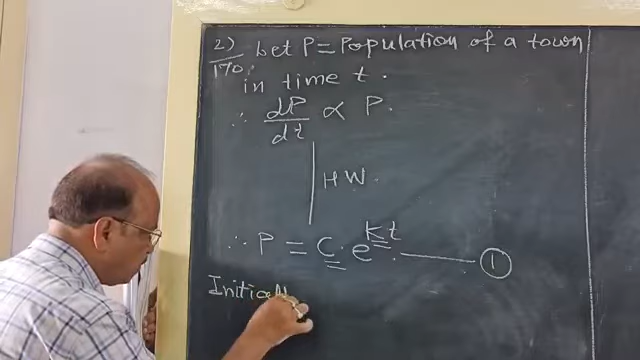 2) Let P = Population of a town
170. in time t.
∴ dP/dt ∝ P.
HW.
∴ P = C. e^{kt}. ——— ①
Initiall